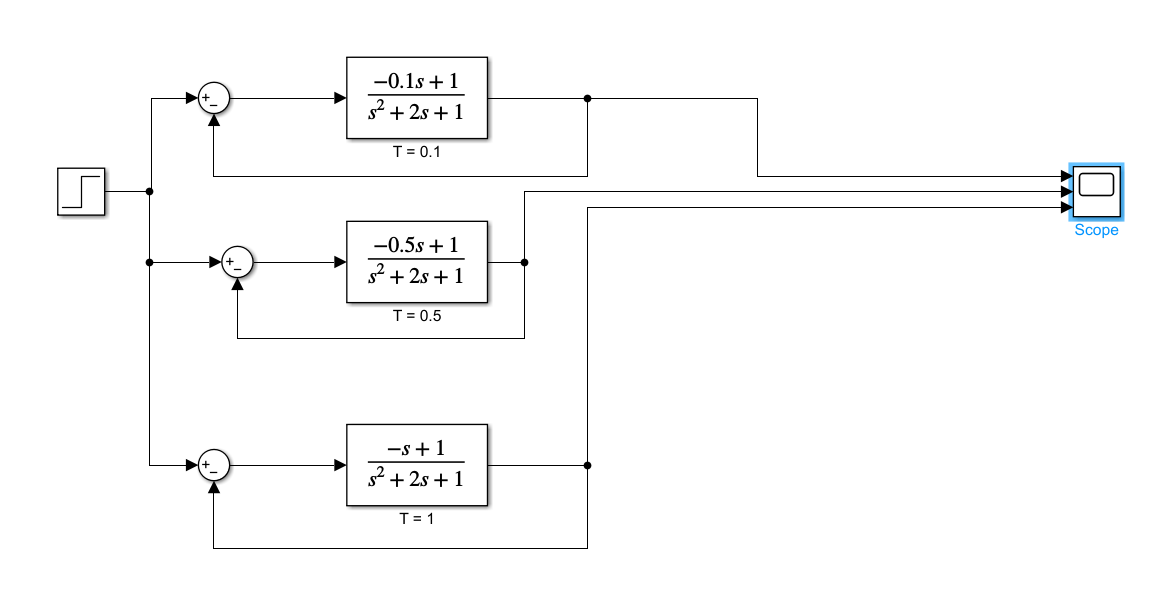 +
−
−0.1s + 1
s² + 2s + 1
T = 0.1
+
−
−0.5s + 1
s² + 2s + 1
T = 0.5
Scope
+
−
−s + 1
s² + 2s + 1
T = 1